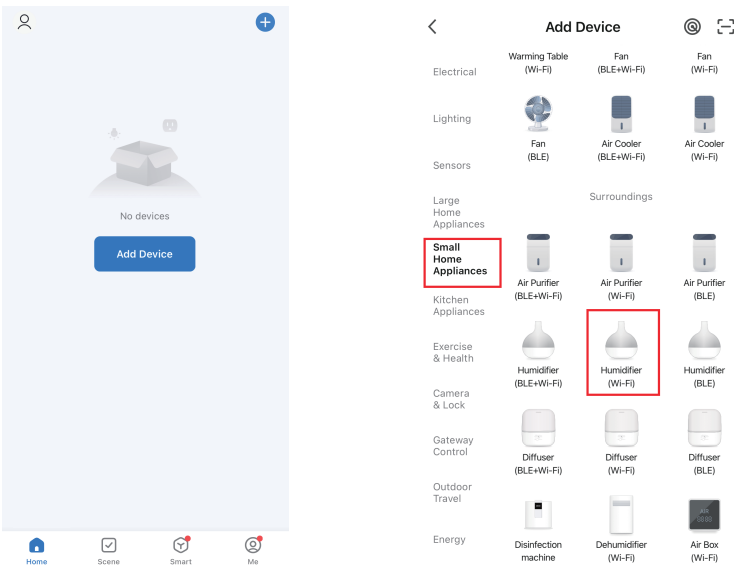 No devices
Add Device
Home
Scene
Smart
Me
Add Device
Electrical
Lighting
Sensors
Large
Home
Appliances
Small
Home
Appliances
Kitchen
Appliances
Exercise
& Health
Camera
& Lock
Gateway
Control
Outdoor
Travel
Energy
Warming Table
(Wi-Fi)
Fan
(BLE+Wi-Fi)
Fan
(Wi-Fi)
Fan
(BLE)
Air Cooler
(BLE+Wi-Fi)
Air Cooler
(Wi-Fi)
Surroundings
Air Purifier
(BLE+Wi-Fi)
Air Purifier
(Wi-Fi)
Air Purifier
(BLE)
Humidifier
(BLE+Wi-Fi)
Humidifier
(Wi-Fi)
Humidifier
(BLE)
Diffuser
(BLE+Wi-Fi)
Diffuser
(Wi-Fi)
Diffuser
(BLE)
Disinfection
machine
Dehumidifier
(Wi-Fi)
AIR
Air Box
(Wi-Fi)